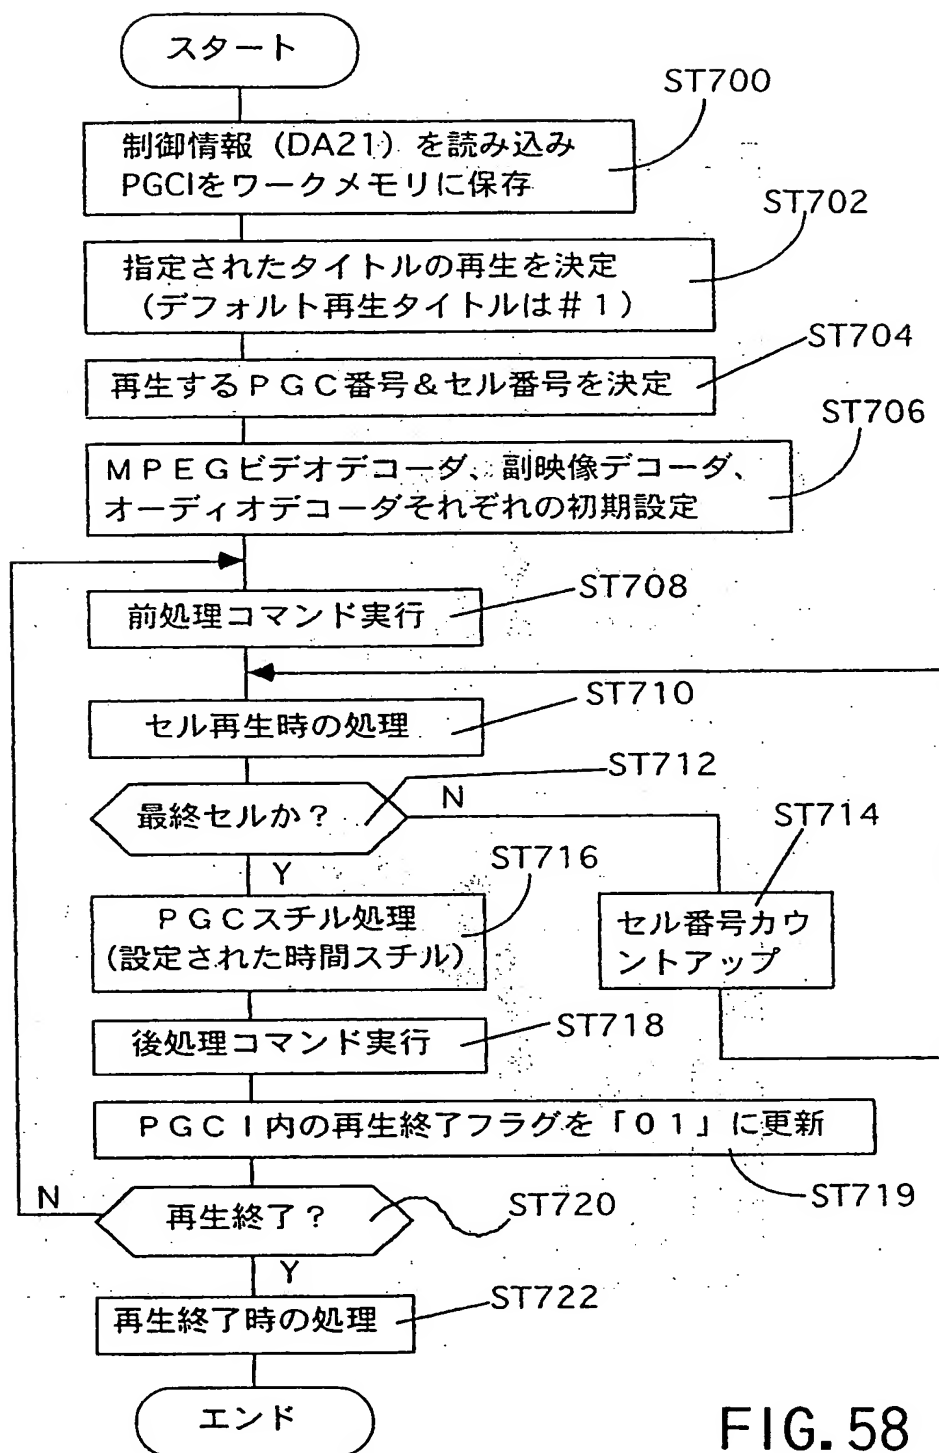 スタート
ST700
制御情報（DA21）を読み込み
PGCIをワークメモリに保存
ST702
指定されたタイトルの再生を決定
（デフォルト再生タイトルは＃１）
ST704
再生するＰＧＣ番号＆セル番号を決定
ST706
ＭＰＥＧビデオデコーダ、副映像デコーダ、
オーディオデコーダそれぞれの初期設定
ST708
前処理コマンド実行
ST710
セル再生時の処理
ST712
最終セルか？
N
Y
ST714
セル番号カウ
ントアップ
ST716
ＰＧＣスチル処理
(設定された時間スチル)
ST718
後処理コマンド実行
ＰＧＣＩ内の再生終了フラグを「０１」に更新
ST719
N
再生終了？
ST720
Y
ST722
再生終了時の処理
エンド
FIG.58